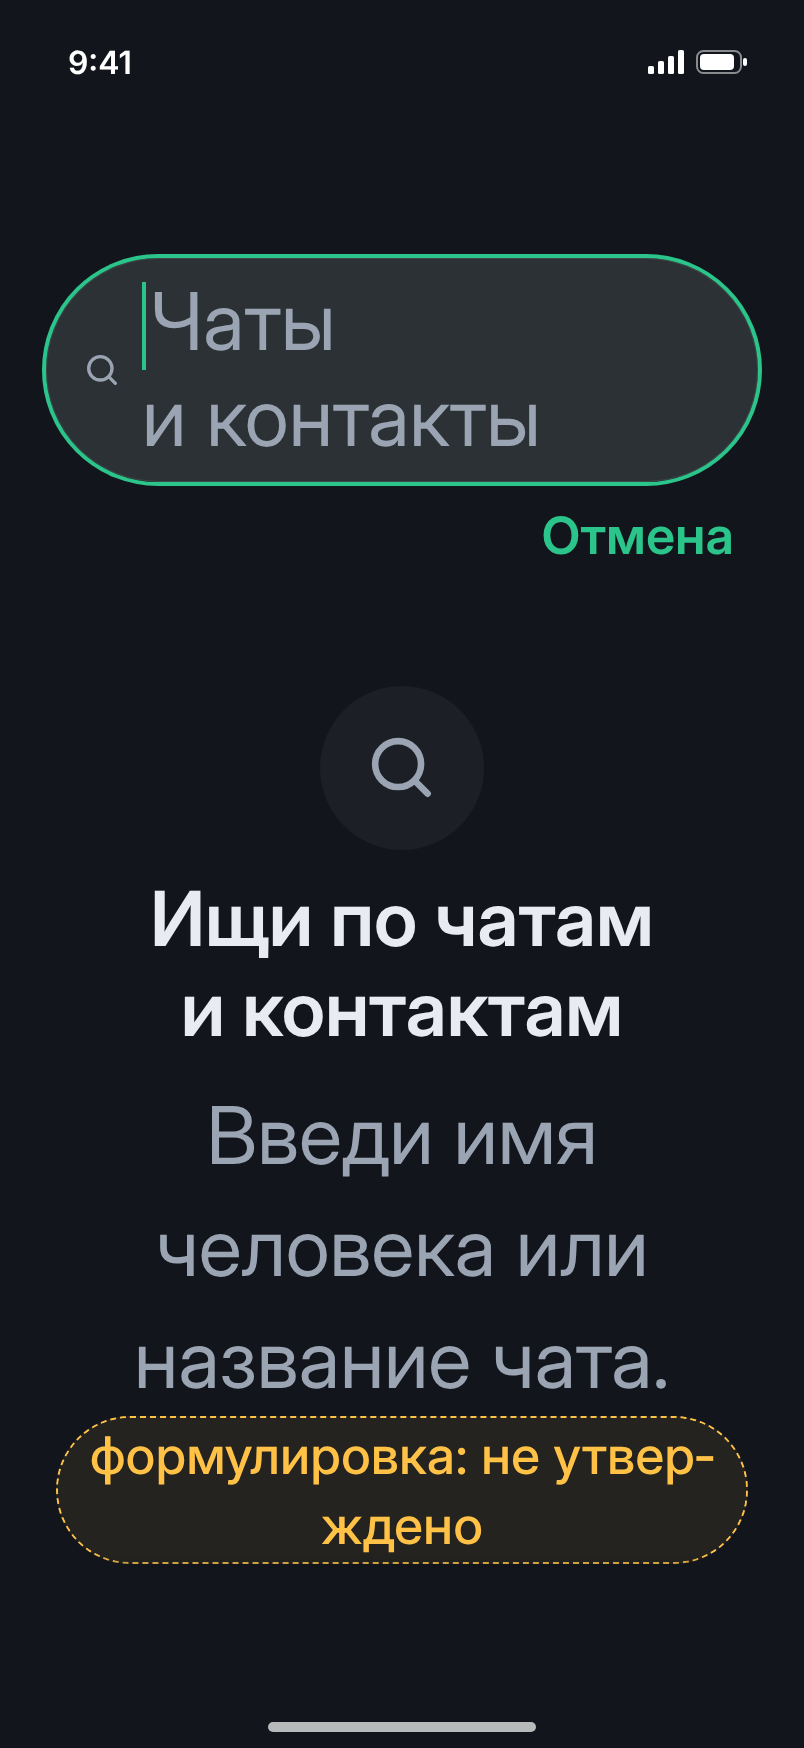 9:41
Чаты
и контакты
Отмена
Ищи по чатам
и контактам
Введи имя
человека или
название чата.
формулировка: не утвер-
ждено